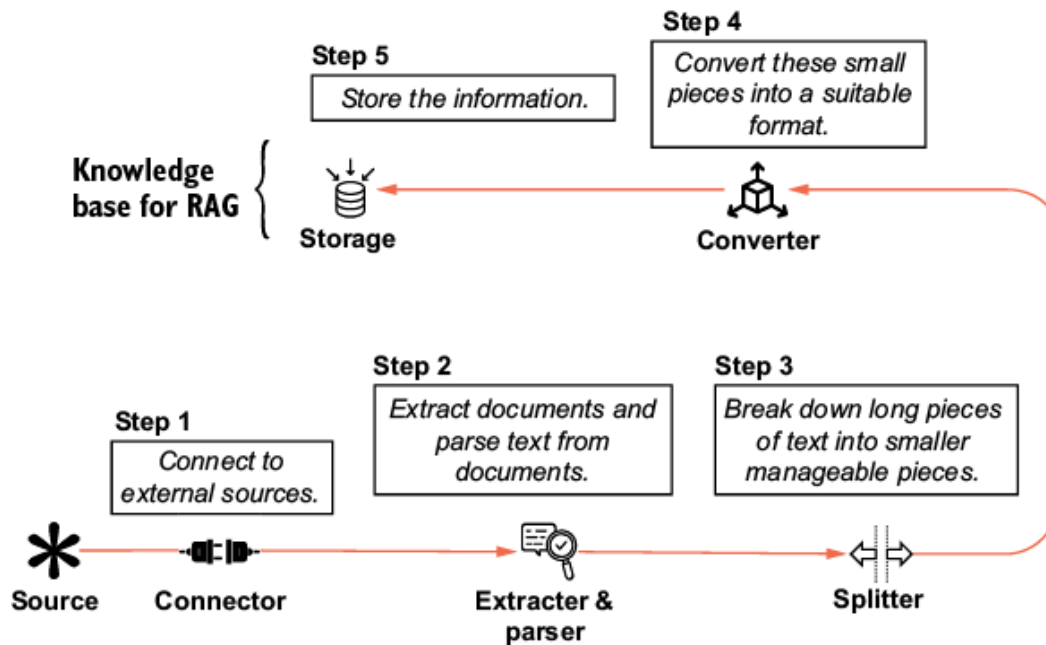 Step 4
Convert these small
pieces into a suitable
format.
Step 5
Store the information.
Knowledge
base for RAG
Storage
Converter
Step 1
Connect to
external sources.
Step 2
Extract documents and
parse text from
documents.
Step 3
Break down long pieces
of text into smaller
manageable pieces.
Source
Connector
Extracter &
parser
Splitter